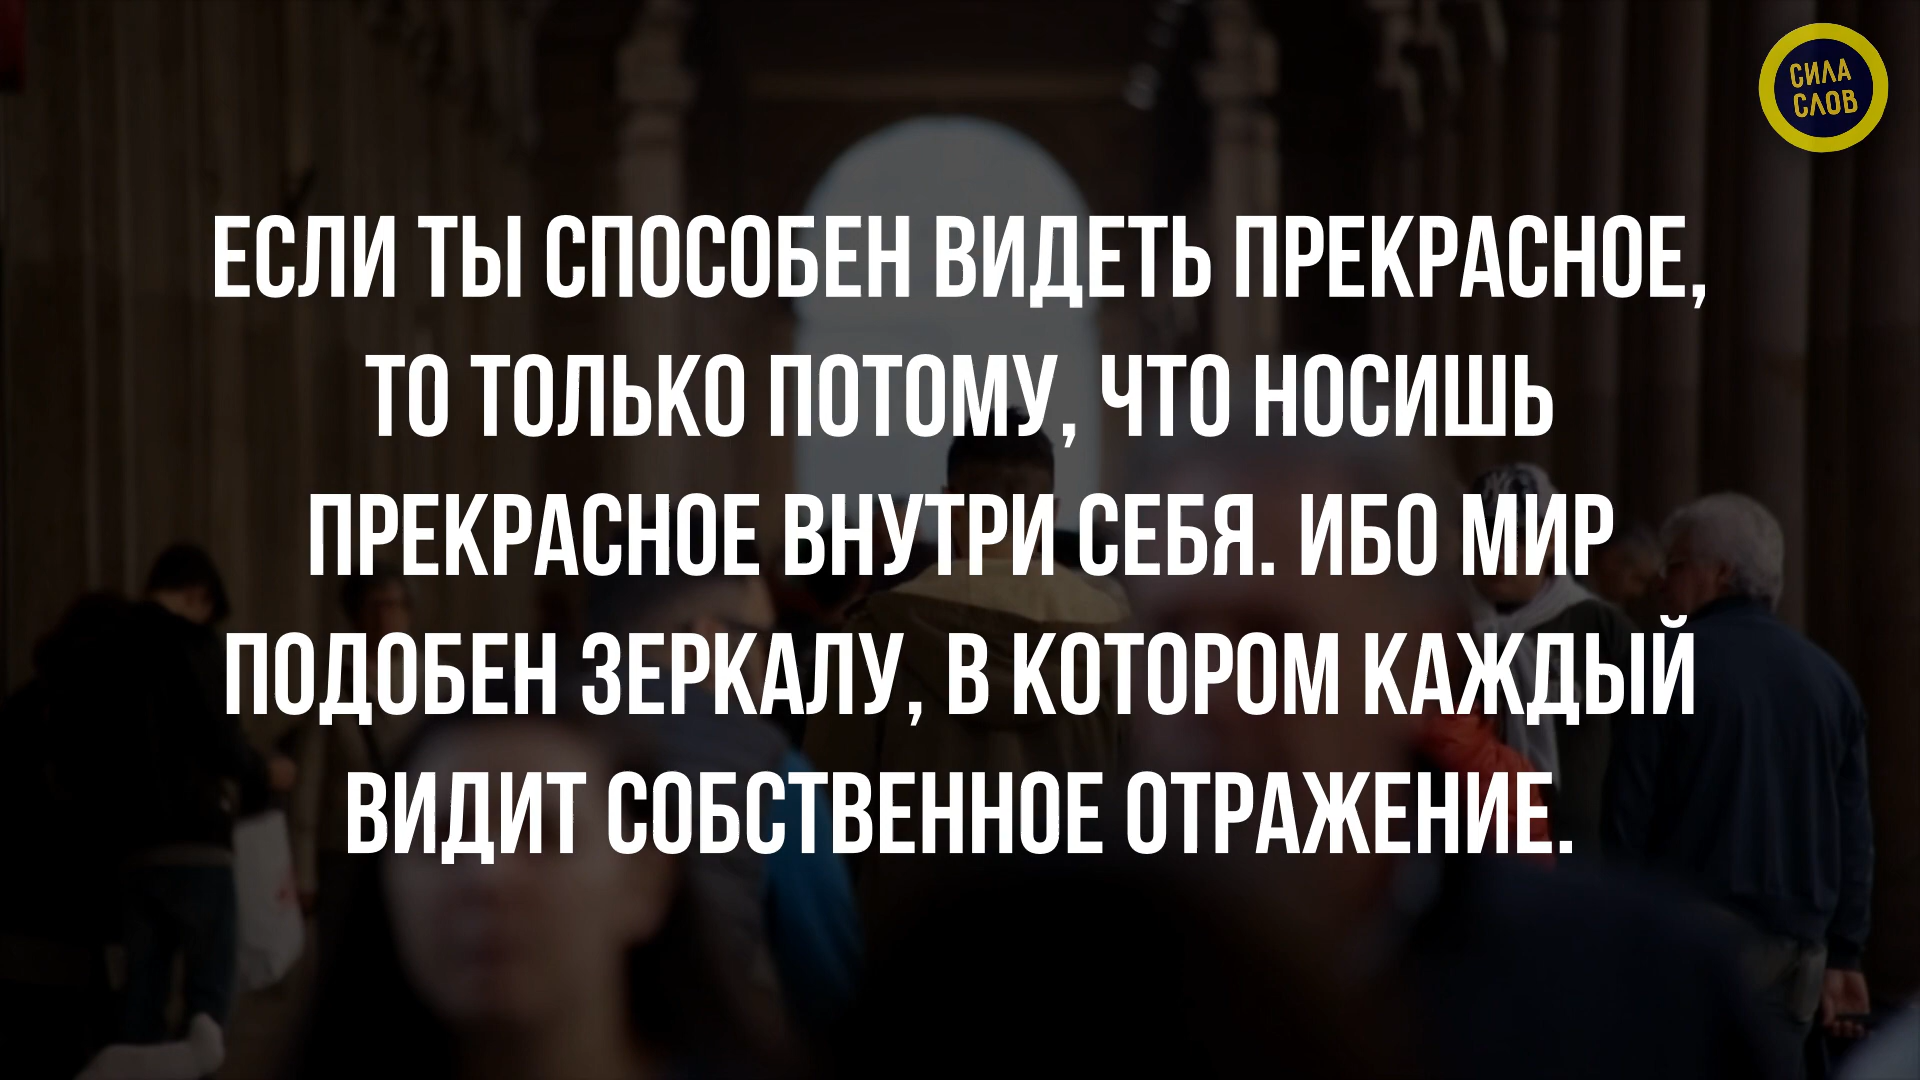 СИЛА
СЛОВ
ЕСЛИ ТЫ СПОСОБЕН ВИДЕТЬ ПРЕКРАСНОЕ,
ТО ТОЛЬКО ПОТОМУ, ЧТО НОСИШЬ
ПРЕКРАСНОЕ ВНУТРИ СЕБЯ. ИБО МИР
ПОДОБЕН ЗЕРКАЛУ, В КОТОРОМ КАЖДЫЙ
ВИДИТ СОБСТВЕННОЕ ОТРАЖЕНИЕ.